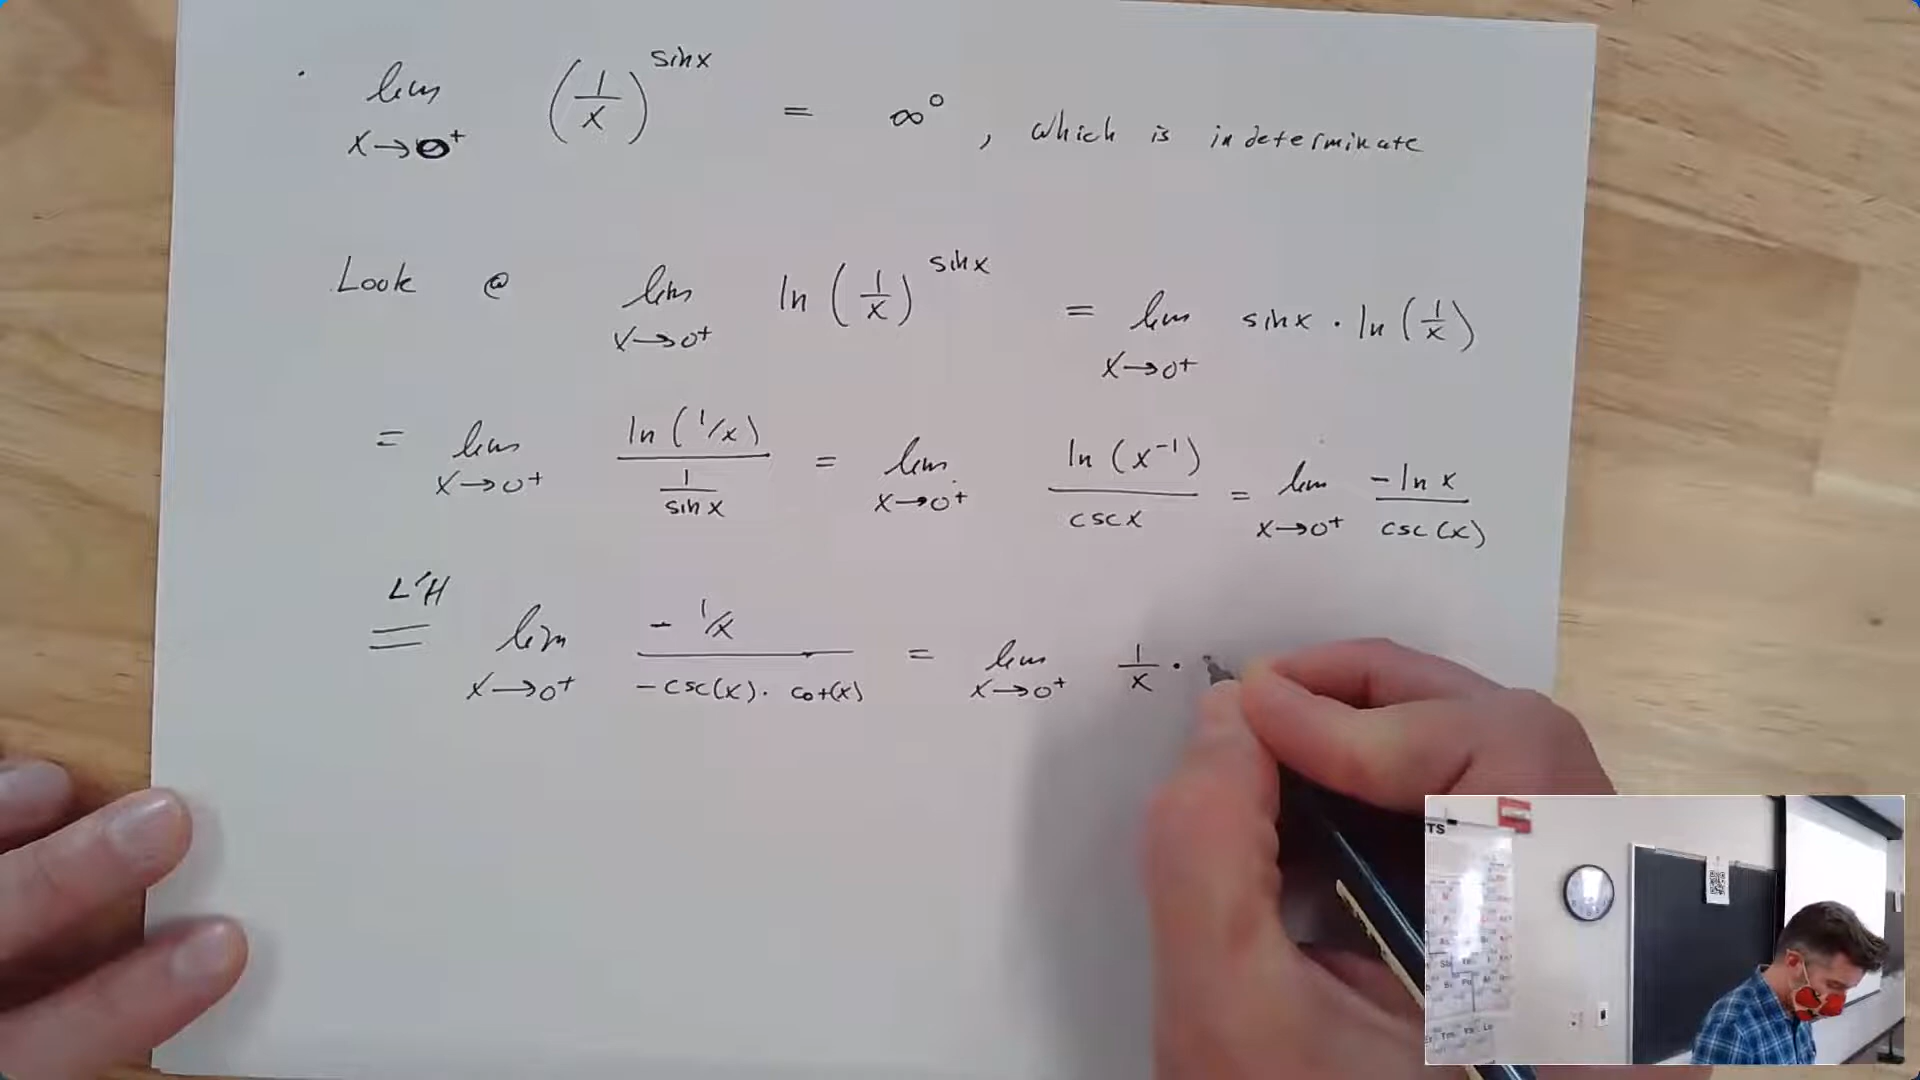 lim x→0⁺ (1/x)^sinx = ∞⁰, which is indeterminate
Look @ lim x→0⁺ ln (1/x)^sinx = lim x→0⁺ sinx · ln (1/x)
= lim x→0⁺ ln (1/x) / (1/sinx) = lim x→0⁺ ln (x⁻¹) / cscx = lim x→0⁺ -ln x / csc(x)
L'H
= lim x→0⁺ - 1/x / -csc(x) · cot(x) = lim x→0⁺ 1/x ·
TS